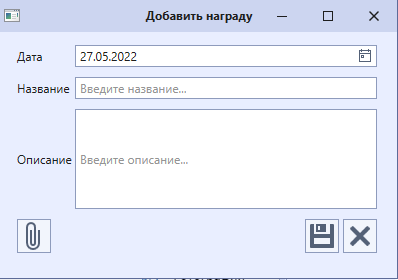 Добавить награду
Дата 27.05.2022
Название Введите название...
Описание Введите описание...